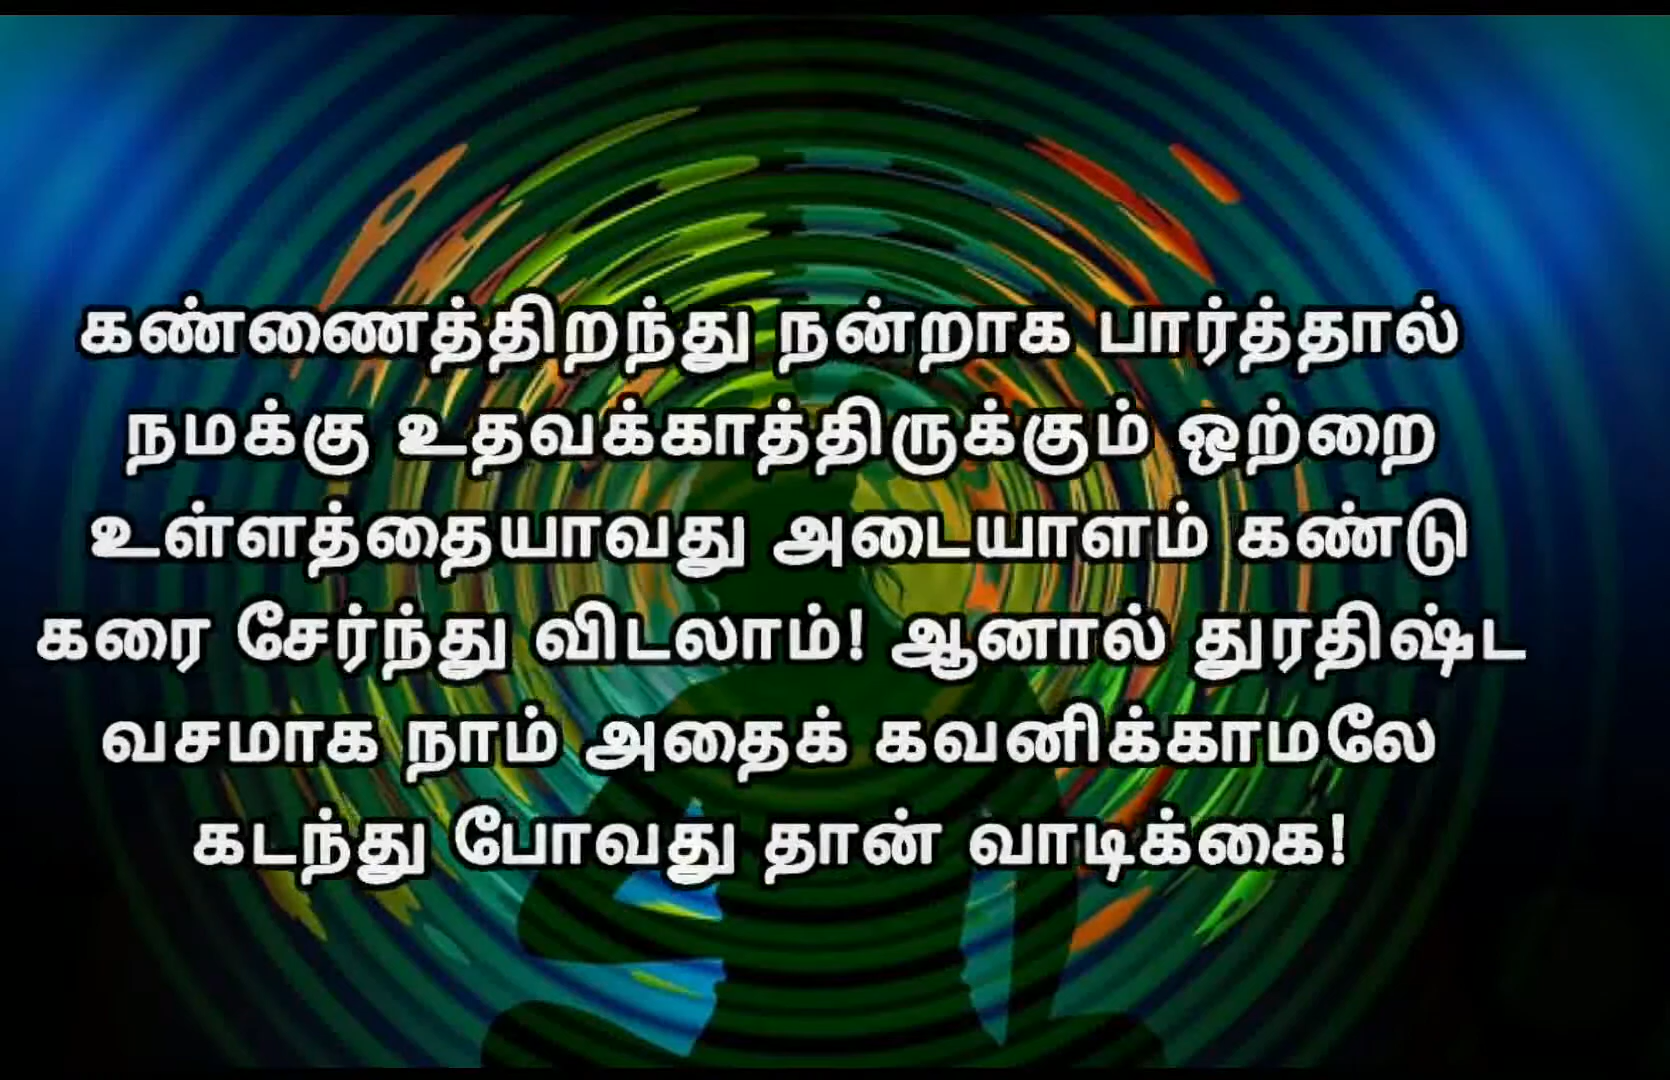 கண்ணைத்திறந்து நன்றாக பார்த்தால்
நமக்கு உதவக்காத்திருக்கும் ஒற்றை
உள்ளத்தையாவது அடையாளம் கண்டு
கரை சேர்ந்து விடலாம்! ஆனால் துரதிஷ்ட
வசமாக நாம் அதைக் கவனிக்காமலே
கடந்து போவது தான் வாடிக்கை!